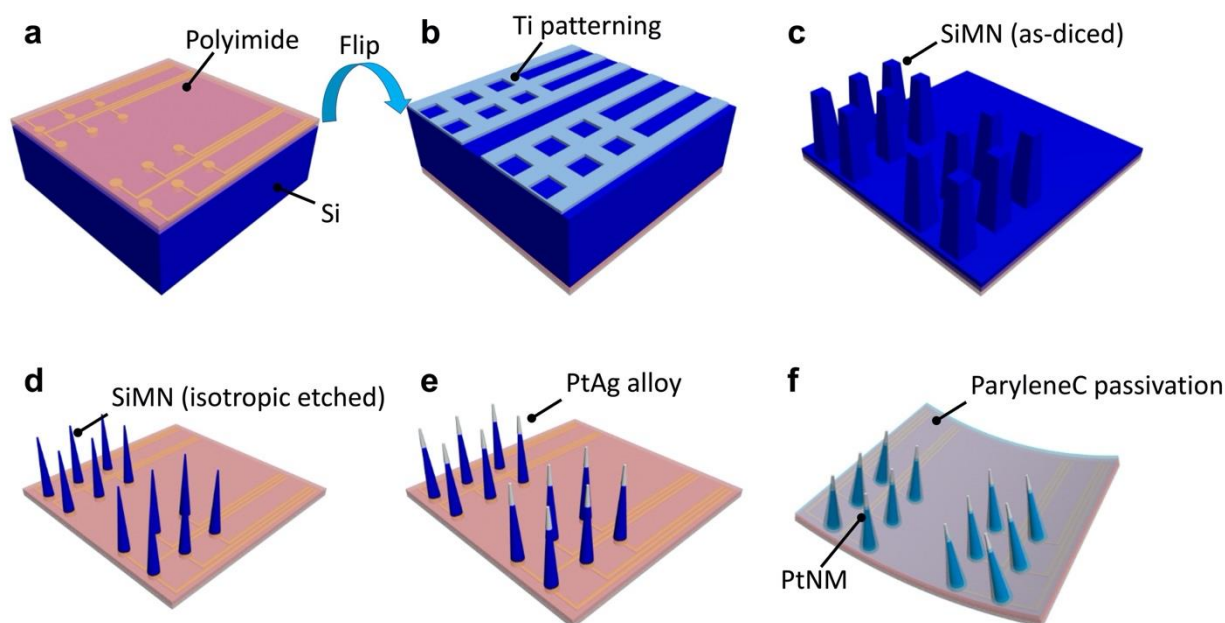 a
Polyimide
Flip
Si
b
Ti patterning
c
SiMN (as-diced)
d
SiMN (isotropic etched)
e
PtAg alloy
f
ParyleneC passivation
PtNM